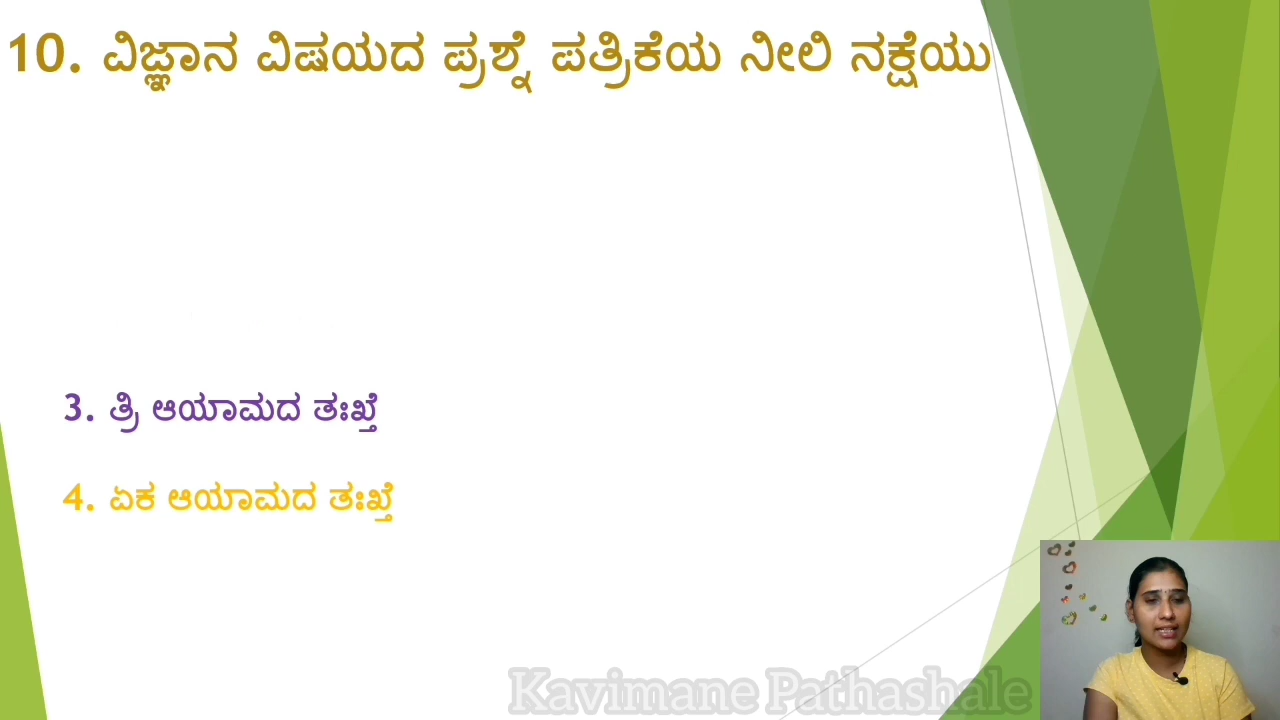 10. ವಿಜ್ಞಾನ ವಿಷಯದ ಪ್ರಶ್ನೆ ಪತ್ರಿಕೆಯ ನೀಲಿ ನಕ್ಷೆಯು
3. ತ್ರಿ ಆಯಾಮದ ತಃಖ್ತೆ
4. ಏಕ ಆಯಾಮದ ತಃಖ್ತೆ
Kavimane Pathashale